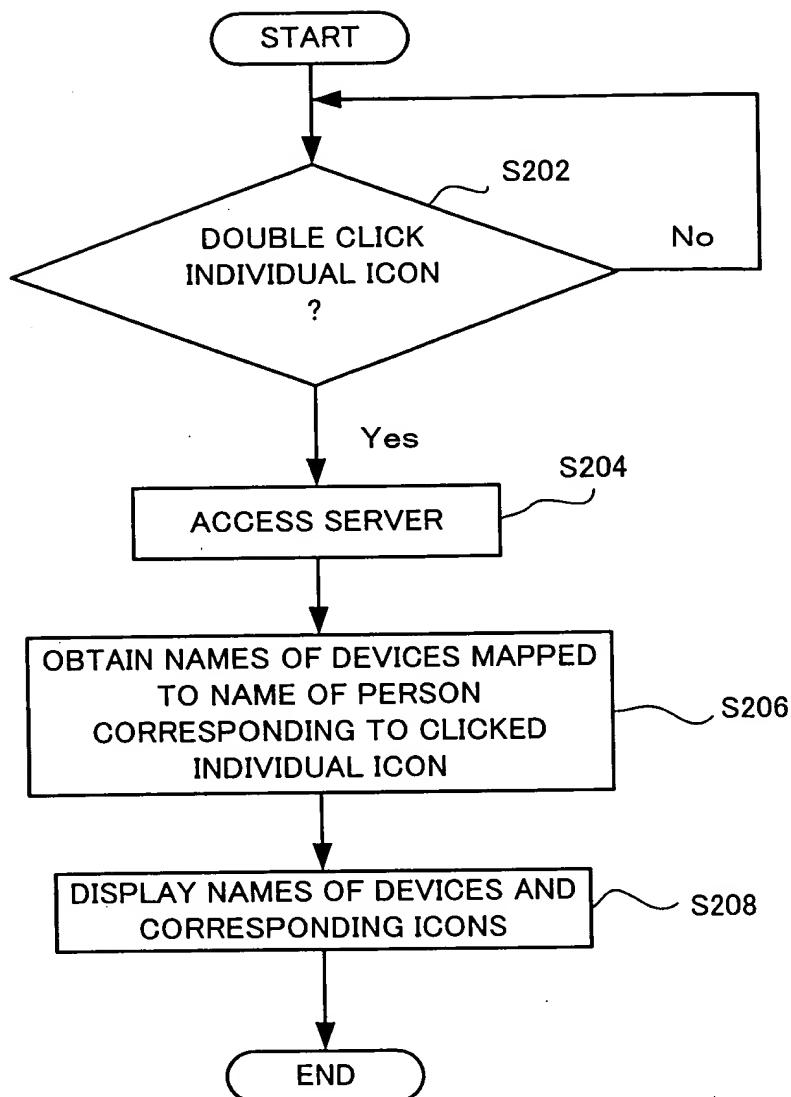 START
S202
DOUBLE CLICK
INDIVIDUAL ICON
?
No
Yes
S204
ACCESS SERVER
OBTAIN NAMES OF DEVICES MAPPED
TO NAME OF PERSON
CORRESPONDING TO CLICKED
INDIVIDUAL ICON
S206
DISPLAY NAMES OF DEVICES AND
CORRESPONDING ICONS
S208
END